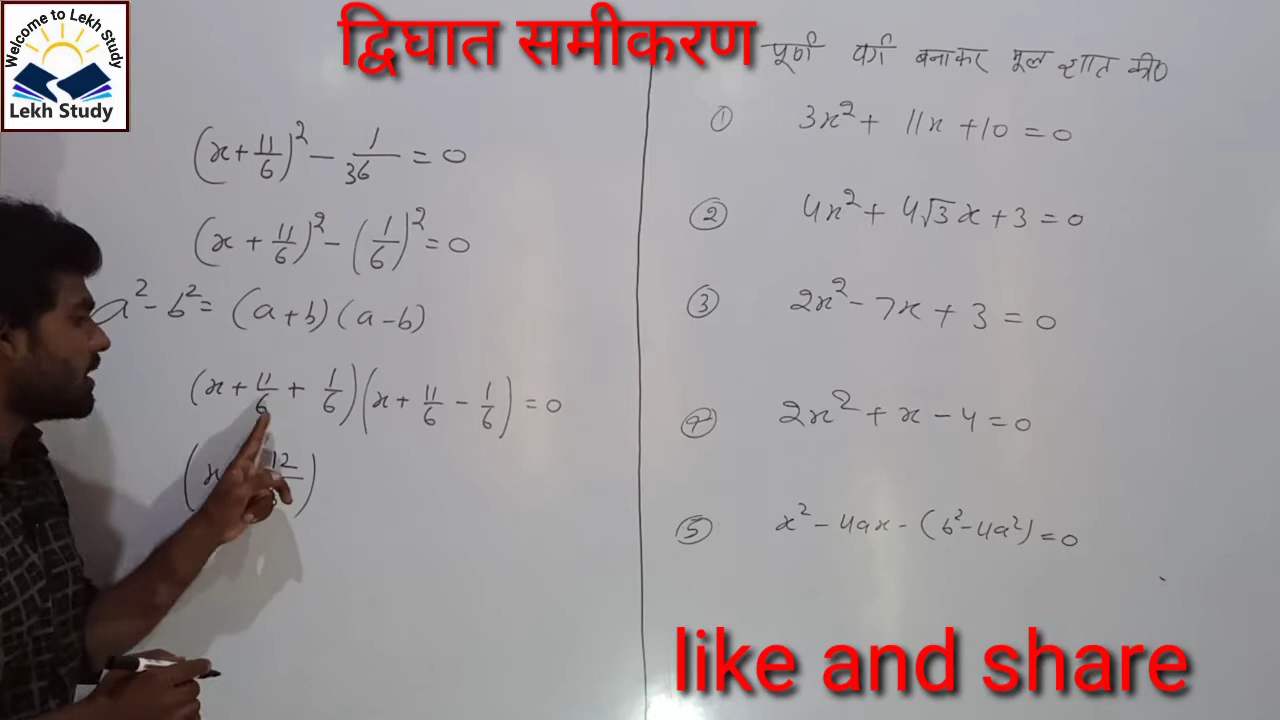 Welcome to Lekh Study
Lekh Study
द्विघात समीकरण
(x + 11/6)² - 1/36 = 0
(x + 11/6)² - (1/6)² = 0
a² - b² = (a+b)(a-b)
(x + 11/6 + 1/6)(x + 11/6 - 1/6) = 0
(x 12)
पूर्ण वर्ग बनाकर मूल ज्ञात की०
① 3x² + 11x + 10 = 0
② 4x² + 4√3x + 3 = 0
③ 2x² - 7x + 3 = 0
④ 2x² + x - 4 = 0
⑤ x² - 4ax - (b² - 4a²) = 0
like and share